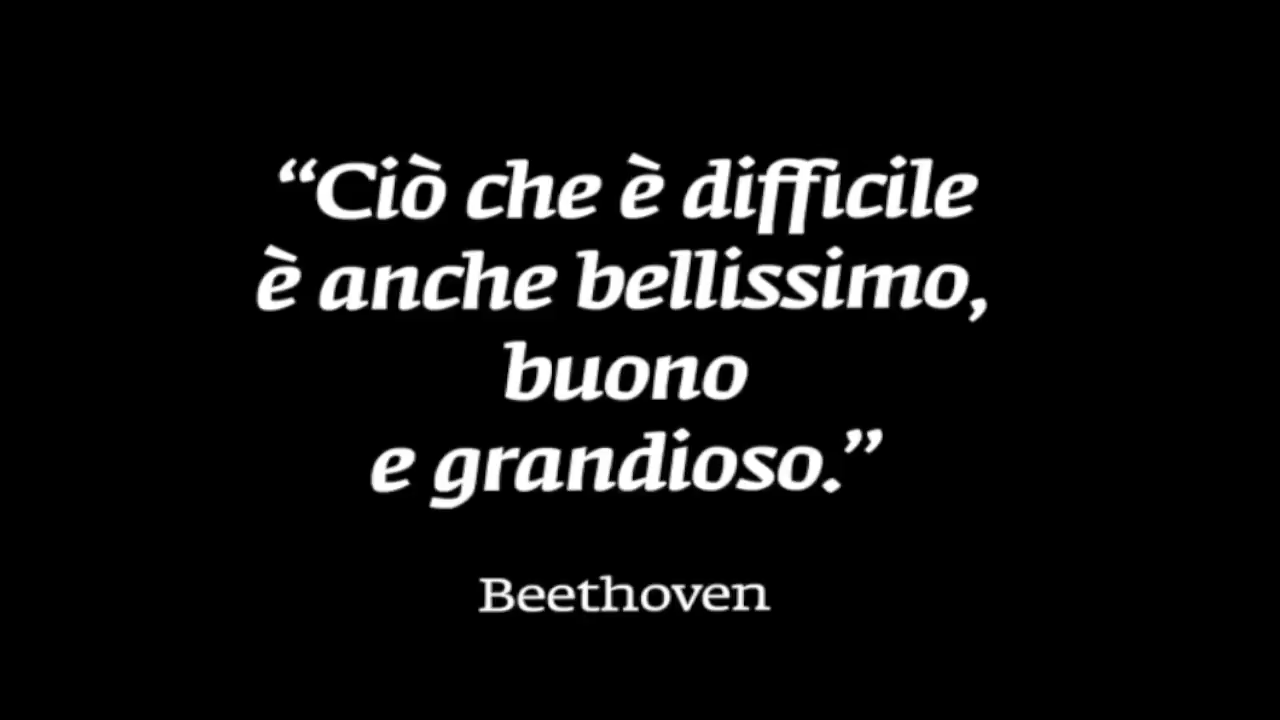 “Ciò che è difficile
è anche bellissimo,
buono
e grandioso.”
Beethoven